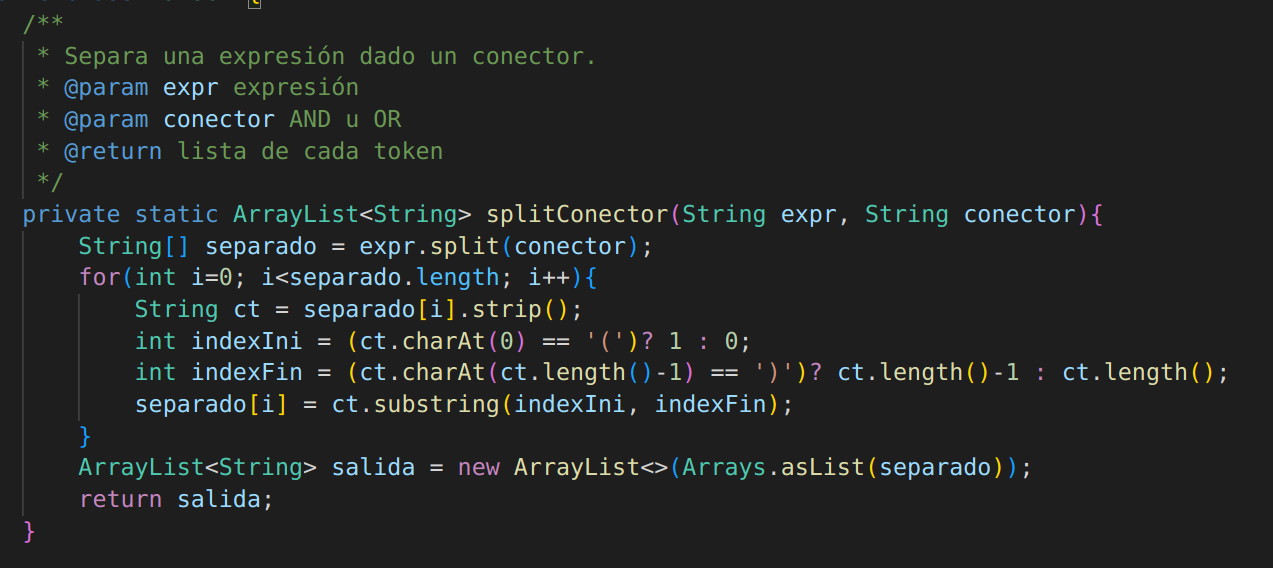 /**
 * Separa una expresión dado un conector.
 * @param expr expresión
 * @param conector AND u OR
 * @return lista de cada token
 */
private static ArrayList<String> splitConector(String expr, String conector){
    String[] separado = expr.split(conector);
    for(int i=0; i<separado.length; i++){
        String ct = separado[i].strip();
        int indexIni = (ct.charAt(0) == '(')? 1 : 0;
        int indexFin = (ct.charAt(ct.length()-1) == ')')? ct.length()-1 : ct.length();
        separado[i] = ct.substring(indexIni, indexFin);
    }
    ArrayList<String> salida = new ArrayList<>(Arrays.asList(separado));
    return salida;
}